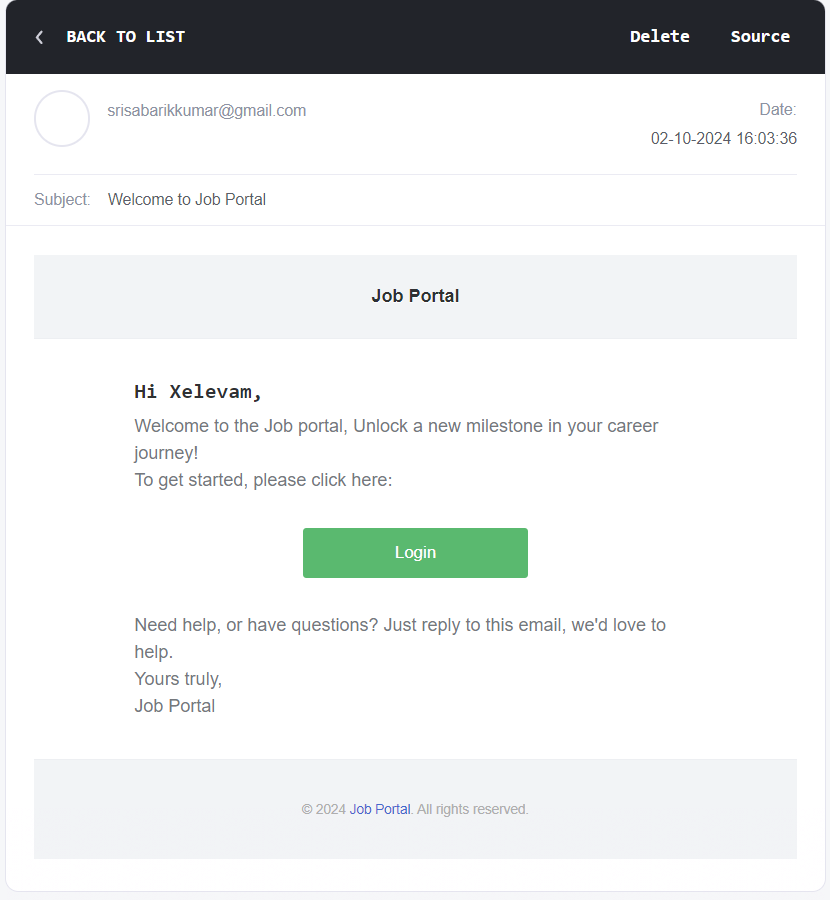 BACK TO LIST
Delete
Source
srisabarikkumar@gmail.com
Date:
02-10-2024 16:03:36
Subject: Welcome to Job Portal
Job Portal
Hi Xelevam,
Welcome to the Job portal, Unlock a new milestone in your career
journey!
To get started, please click here:
Login
Need help, or have questions? Just reply to this email, we'd love to
help.
Yours truly,
Job Portal
© 2024 Job Portal. All rights reserved.